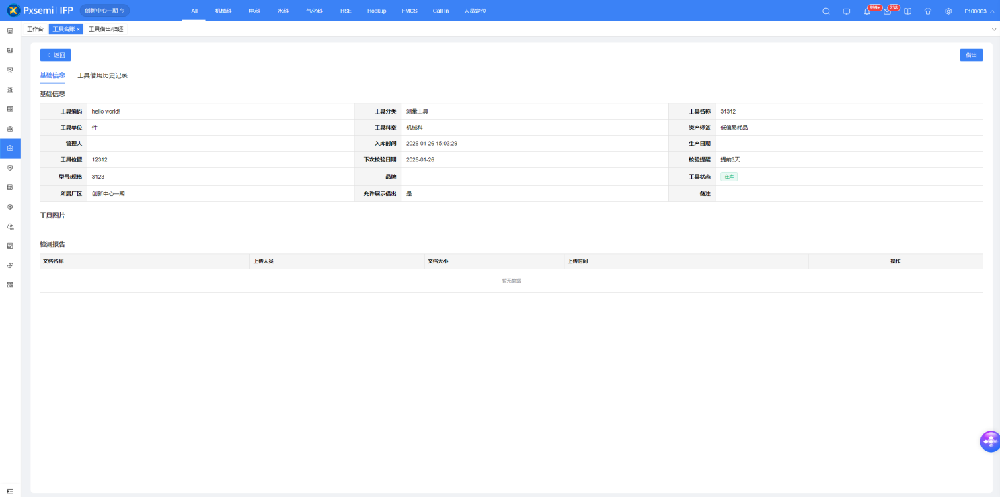 Pxsemi IFP 创新中心一期 All 机械科 电科 水科 气化科 HSE Hookup FMCS Call In 人员定位 999+ 238 F100003
工作台 工具台账 × 工具借出/归还
返回 借出
基础信息 工具借用历史记录
基础信息
工具编码 hello world! 工具分类 测量工具 工具名称 31312
工具单位 件 工具科室 机械科 资产标签 低值易耗品
管理人 入库时间 2026-01-26 15:03:29 生产日期
工具位置 12312 下次校验日期 2026-01-26 校验提醒 提前3天
型号/规格 3123 品牌 工具状态 在库
所属厂区 创新中心一期 允许展示借出 是 备注
工具图片
检测报告
文档名称 上传人员 文档大小 上传时间 操作
暂无数据